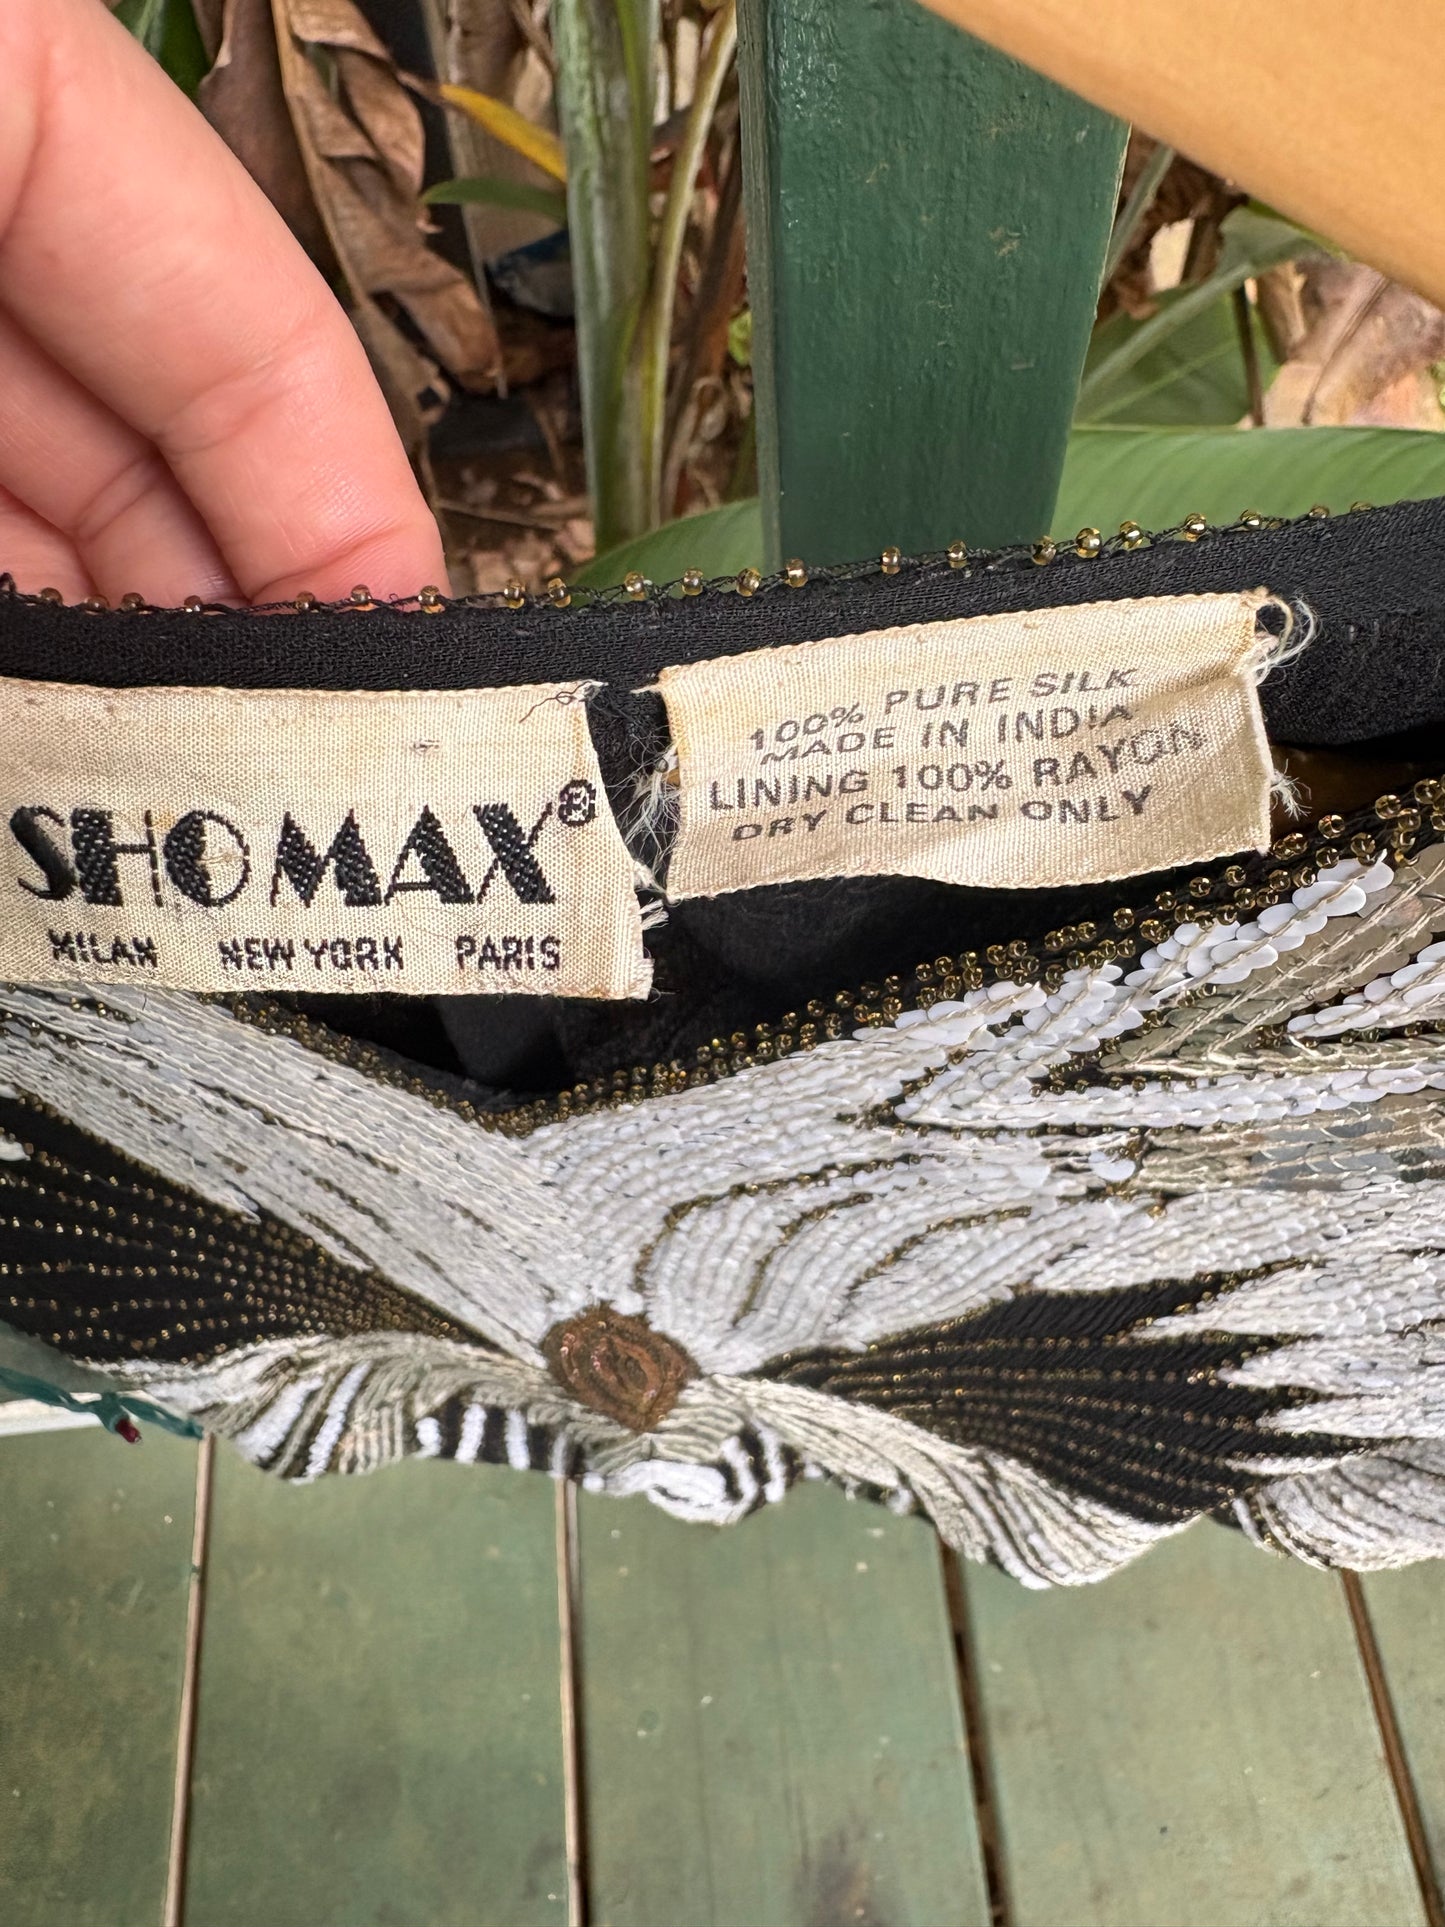 SHOMAX®
MILAN NEW YORK PARIS
100% PURE SILK
MADE IN INDIA
LINING 100% RAYON
DRY CLEAN ONLY